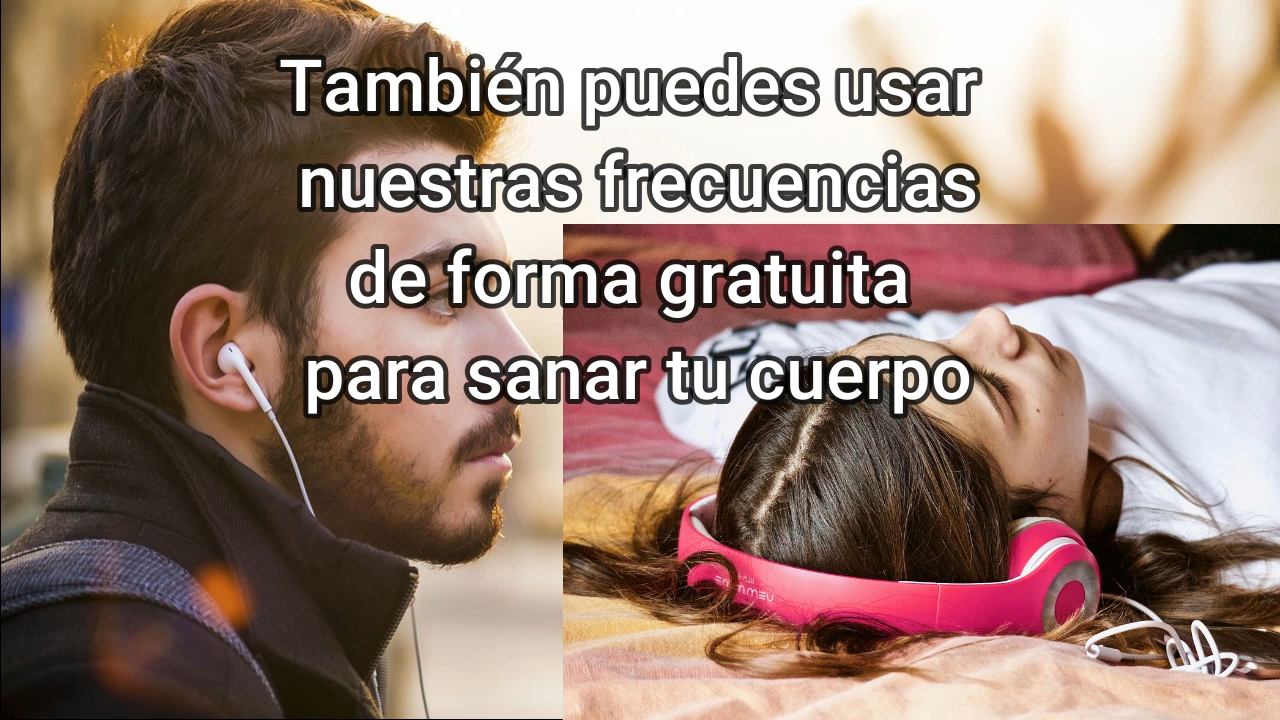 También puedes usar
nuestras frecuencias
de forma gratuita
para sanar tu cuerpo